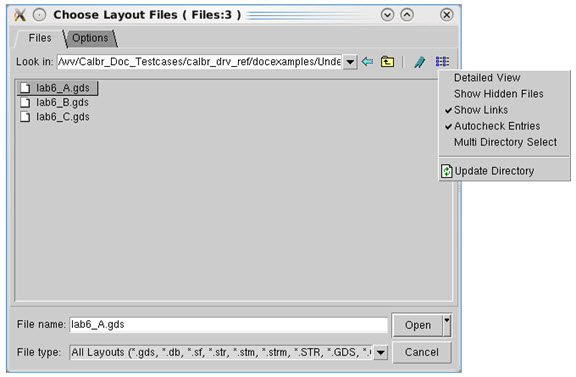 Choose Layout Files ( Files:3 )
Files Options
Look in: /wv/Calbr_Doc_Testcases/calbr_drv_ref/docexamples/Unde
lab6_A.gds
lab6_B.gds
lab6_C.gds
Detailed View
Show Hidden Files
Show Links
Autocheck Entries
Multi Directory Select
Update Directory
File name: lab6_A.gds Open
File type: All Layouts (*.gds, *.db, *.sf, *.str, *.stm, *.strm, *.STR, *.GDS, *. Cancel